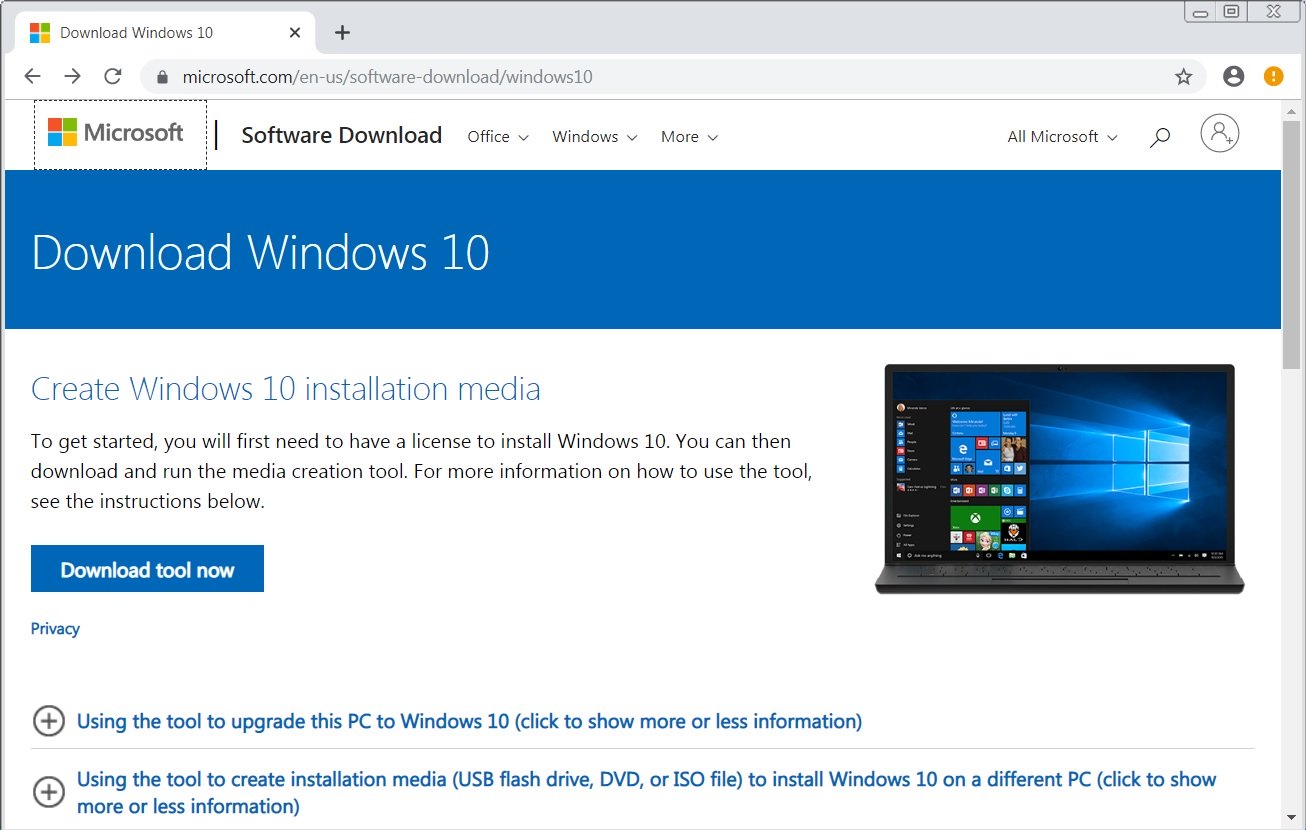 Download Windows 10
microsoft.com/en-us/software-download/windows10
Microsoft
Software Download
Office
Windows
More
All Microsoft
Download Windows 10
Create Windows 10 installation media
To get started, you will first need to have a license to install Windows 10. You can then
download and run the media creation tool. For more information on how to use the tool,
see the instructions below.
Download tool now
Privacy
Using the tool to upgrade this PC to Windows 10 (click to show more or less information)
Using the tool to create installation media (USB flash drive, DVD, or ISO file) to install Windows 10 on a different PC (click to show
more or less information)